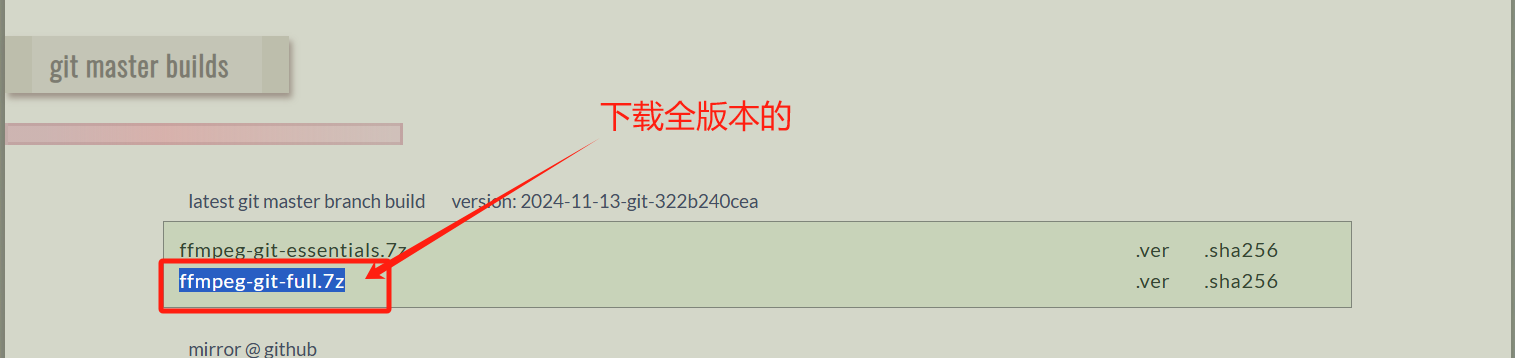 git master builds
下载全版本的
latest git master branch build version: 2024-11-13-git-322b240cea
ffmpeg-git-essentials.7z .ver .sha256
ffmpeg-git-full.7z .ver .sha256
mirror @ github